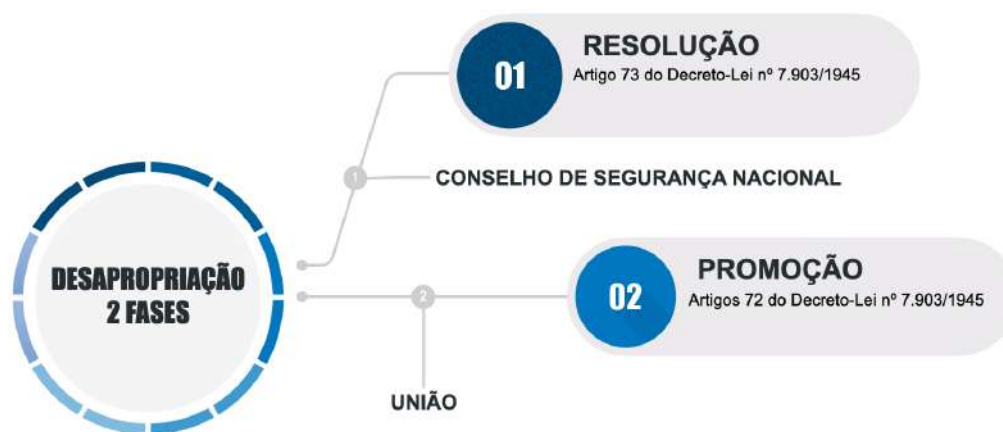 01
RESOLUÇÃO
Artigo 73 do Decreto-Lei nº 7.903/1945
1
CONSELHO DE SEGURANÇA NACIONAL
DESAPROPRIAÇÃO
2 FASES
2
02
PROMOÇÃO
Artigos 72 do Decreto-Lei nº 7.903/1945
UNIÃO